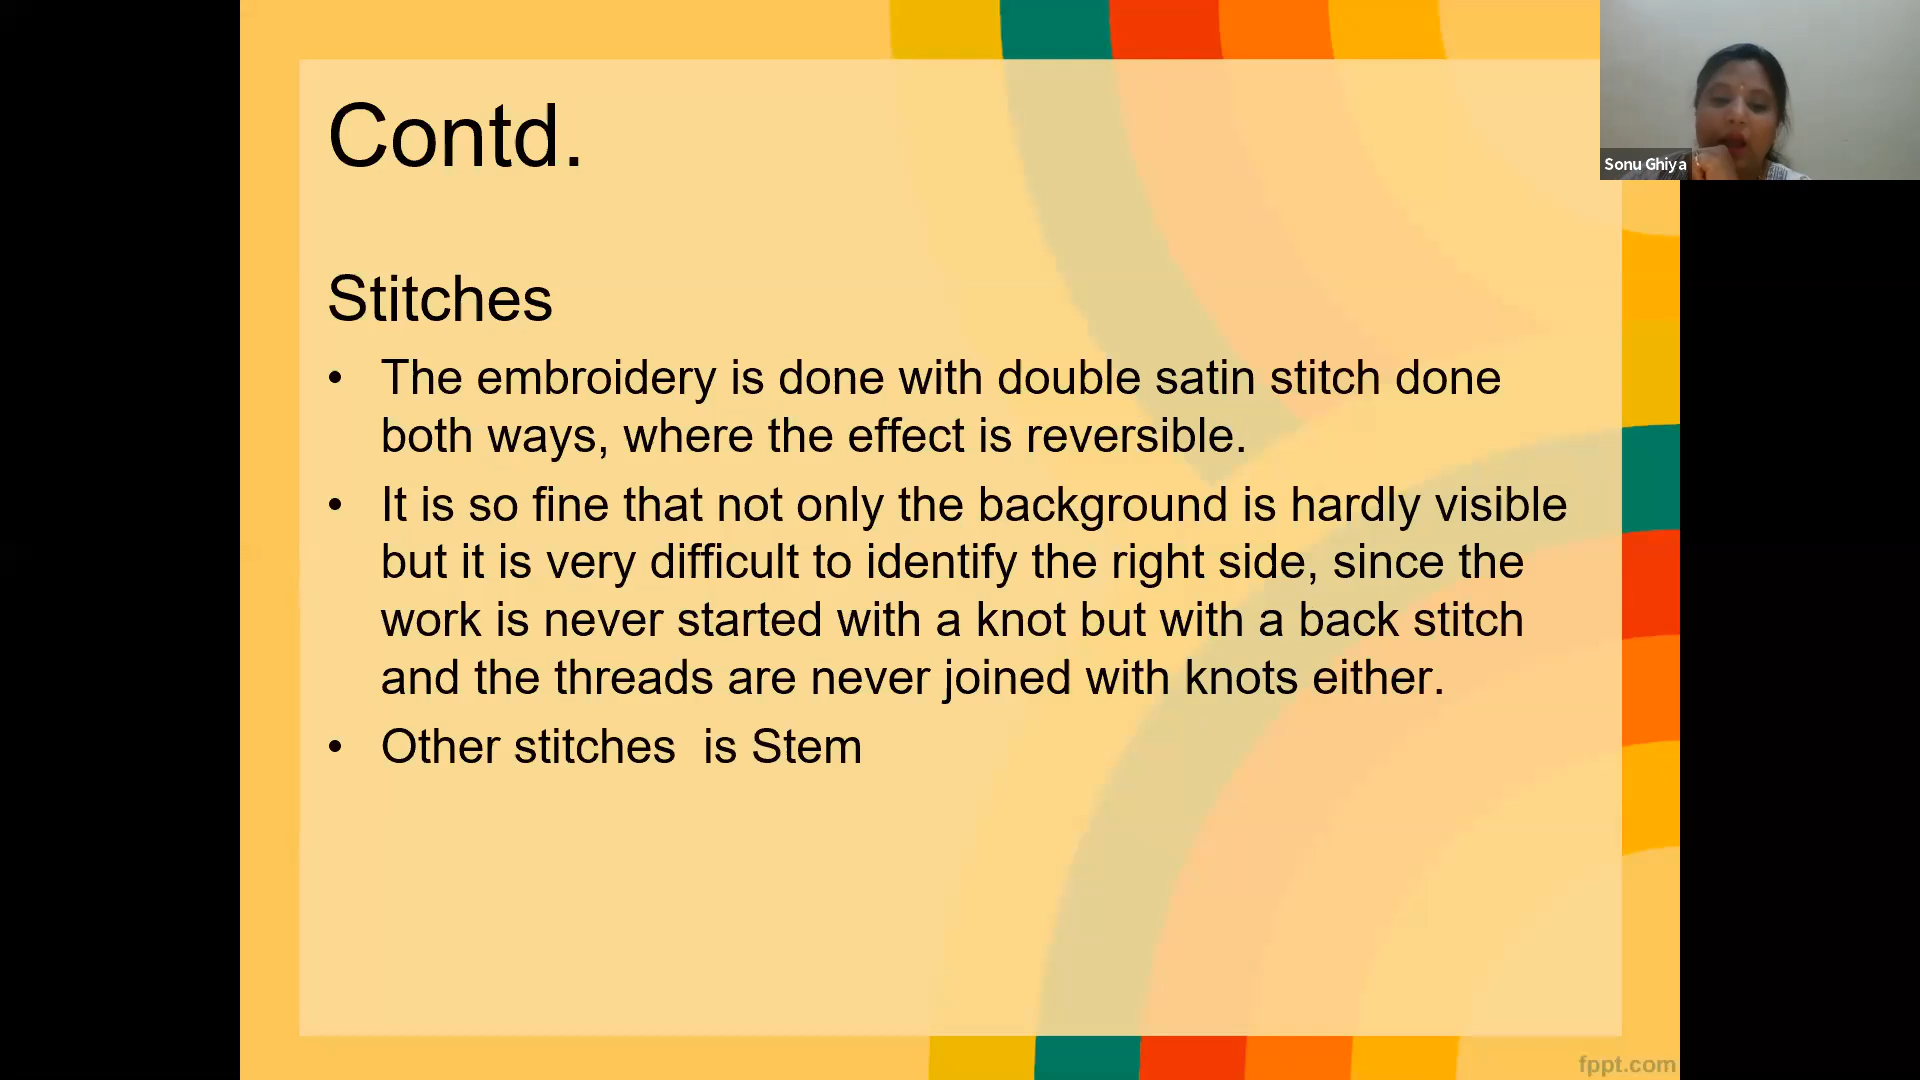 Contd.
Sonu Ghiya
Stitches
• The embroidery is done with double satin stitch done
both ways, where the effect is reversible.
• It is so fine that not only the background is hardly visible
but it is very difficult to identify the right side, since the
work is never started with a knot but with a back stitch
and the threads are never joined with knots either.
• Other stitches  is Stem
fppt.com